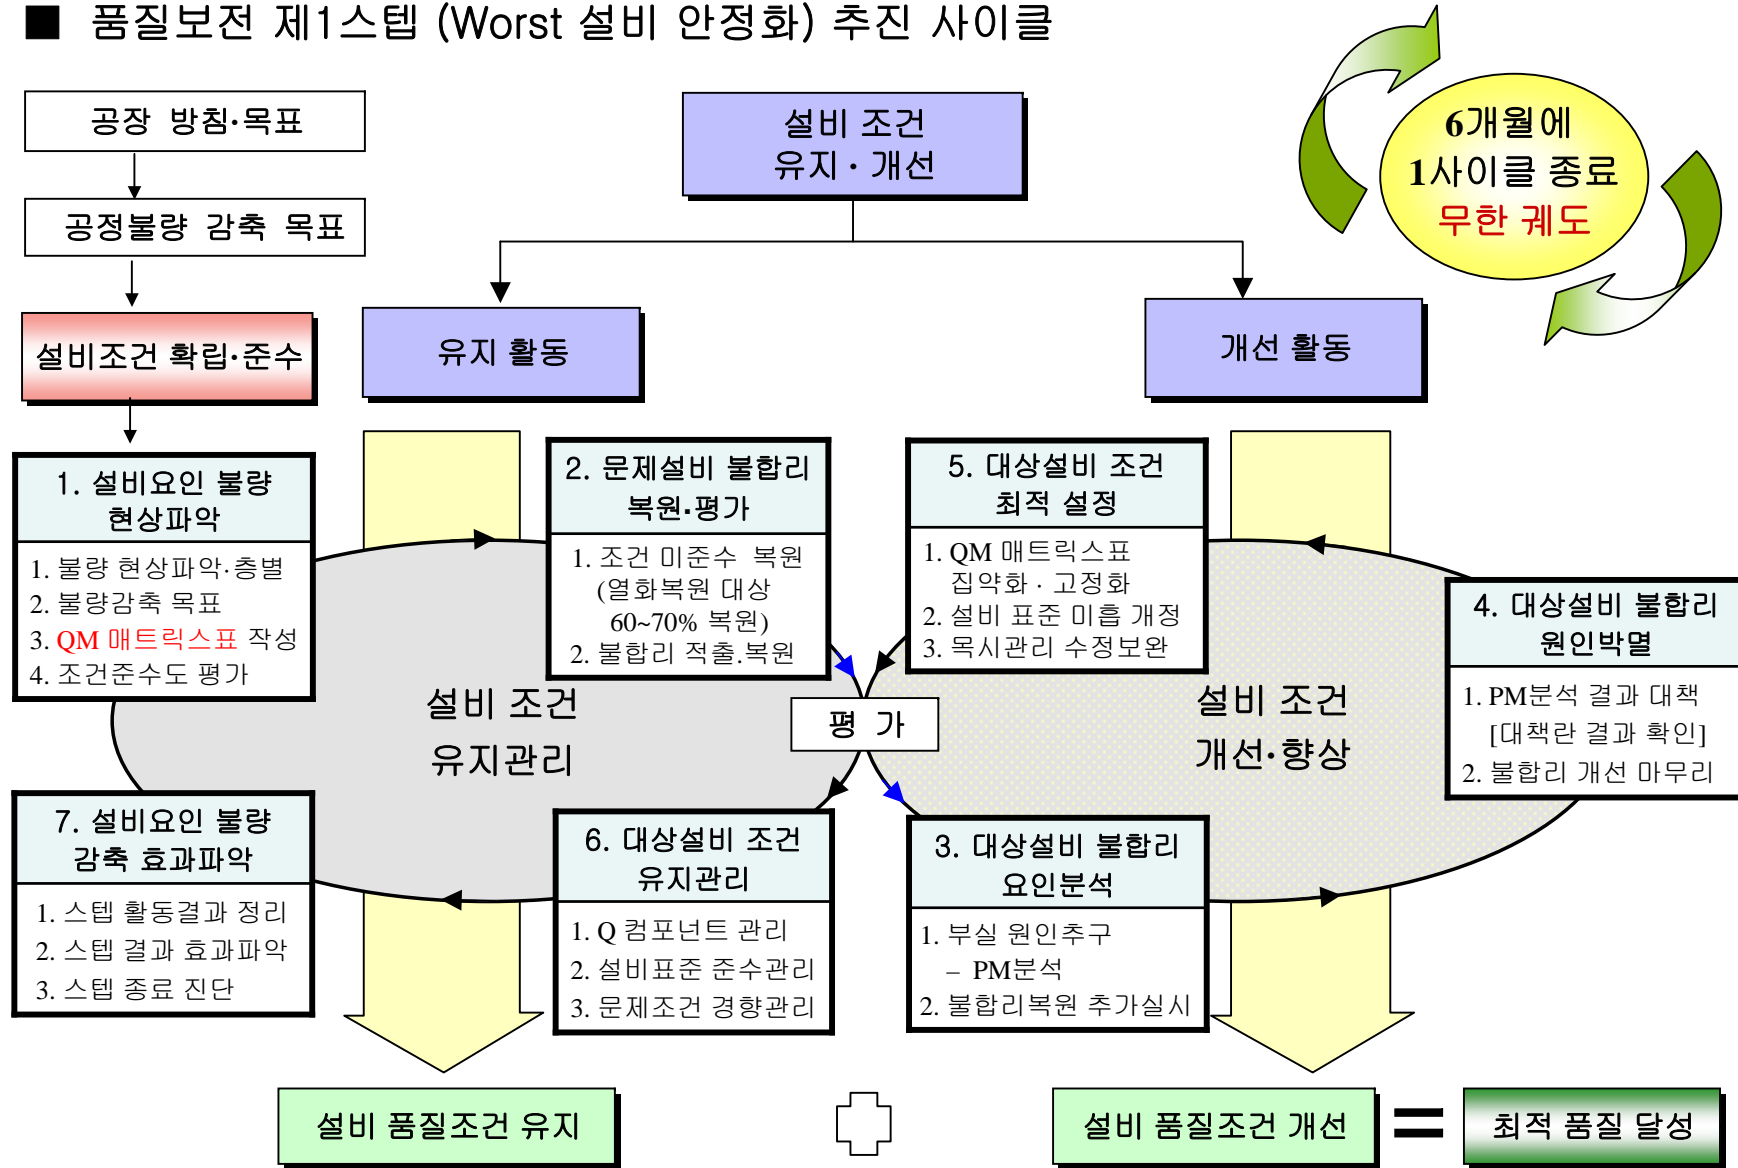 ■ 품질보전 제1스텝 (Worst 설비 안정화) 추진 사이클
공장 방침·목표
공정불량 감축 목표
설비조건 확립·준수
설비 조건
유지 · 개선
유지 활동
개선 활동
6개월에
1사이클 종료
무한 궤도
1. 설비요인 불량
현상파악
1. 불량 현상파악·층별
2. 불량감축 목표
3. QM 매트릭스표 작성
4. 조건준수도 평가
2. 문제설비 불합리
복원·평가
1. 조건 미준수 복원
(열화복원 대상
60~70% 복원)
2. 불합리 적출.복원
5. 대상설비 조건
최적 설정
1. QM 매트릭스표
집약화 · 고정화
2. 설비 표준 미흡 개정
3. 목시관리 수정보완
4. 대상설비 불합리
원인박멸
1. PM분석 결과 대책
[대책란 결과 확인]
2. 불합리 개선 마무리
설비 조건
유지관리
평 가
설비 조건
개선·향상
7. 설비요인 불량
감축 효과파악
1. 스텝 활동결과 정리
2. 스텝 결과 효과파악
3. 스텝 종료 진단
6. 대상설비 조건
유지관리
1. Q 컴포넌트 관리
2. 설비표준 준수관리
3. 문제조건 경향관리
3. 대상설비 불합리
요인분석
1. 부실 원인추구
– PM분석
2. 불합리복원 추가실시
설비 품질조건 유지
설비 품질조건 개선
=
최적 품질 달성